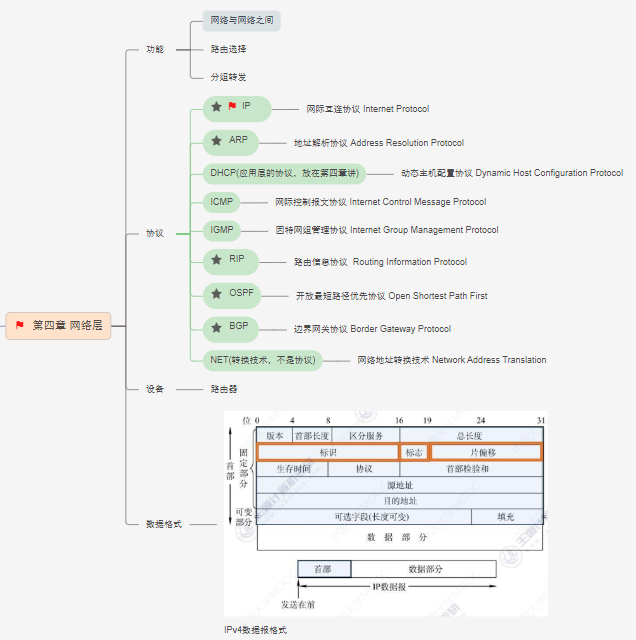 第四章 网络层
功能
网络与网络之间
路由选择
分组转发
协议
IP
网际互连协议 Internet Protocol
ARP
地址解析协议 Address Resolution Protocol
DHCP(应用层的协议、放在第四章讲)
动态主机配置协议 Dynamic Host Configuration Protocol
ICMP
网际控制报文协议 Internet Control Message Protocol
IGMP
因特网组管理协议 Internet Group Management Protocol
RIP
路由信息协议 Routing Information Protocol
OSPF
开放最短路径优先协议 Open Shortest Path First
BGP
边界网关协议 Border Gateway Protocol
NET(转换技术、不是协议)
网络地址转换技术 Network Address Translation
设备
路由器
数据格式
位 0 4 8 16 19 24 31
首部
固定部分
可变部分
版本 首部长度 区分服务 总长度
标识 标志 片偏移
生存时间 协议 首部检验和
源地址
目的地址
可选字段(长度可变) 填充
数据部分
首部 数据部分
IP数据报
发送在前
IPv4数据报格式